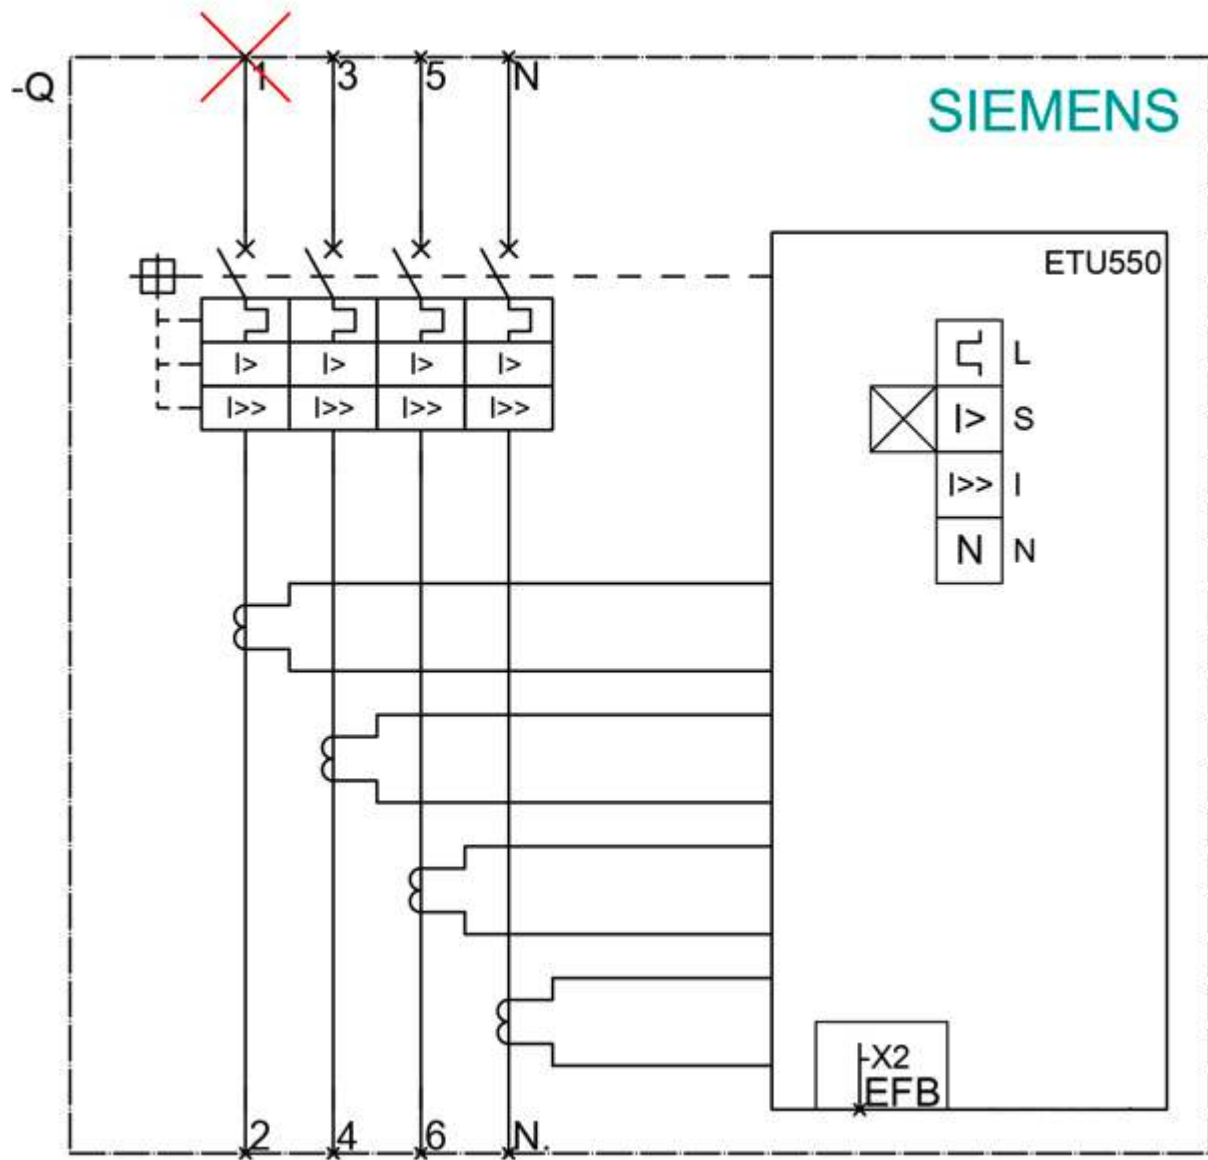 -Q
1 3 5 N
SIEMENS
ETU550
L
I> I> I> I>
I>> I>> I>> I>>
I> S
I>> I
N N
-X2
EFB
2 4 6 N.